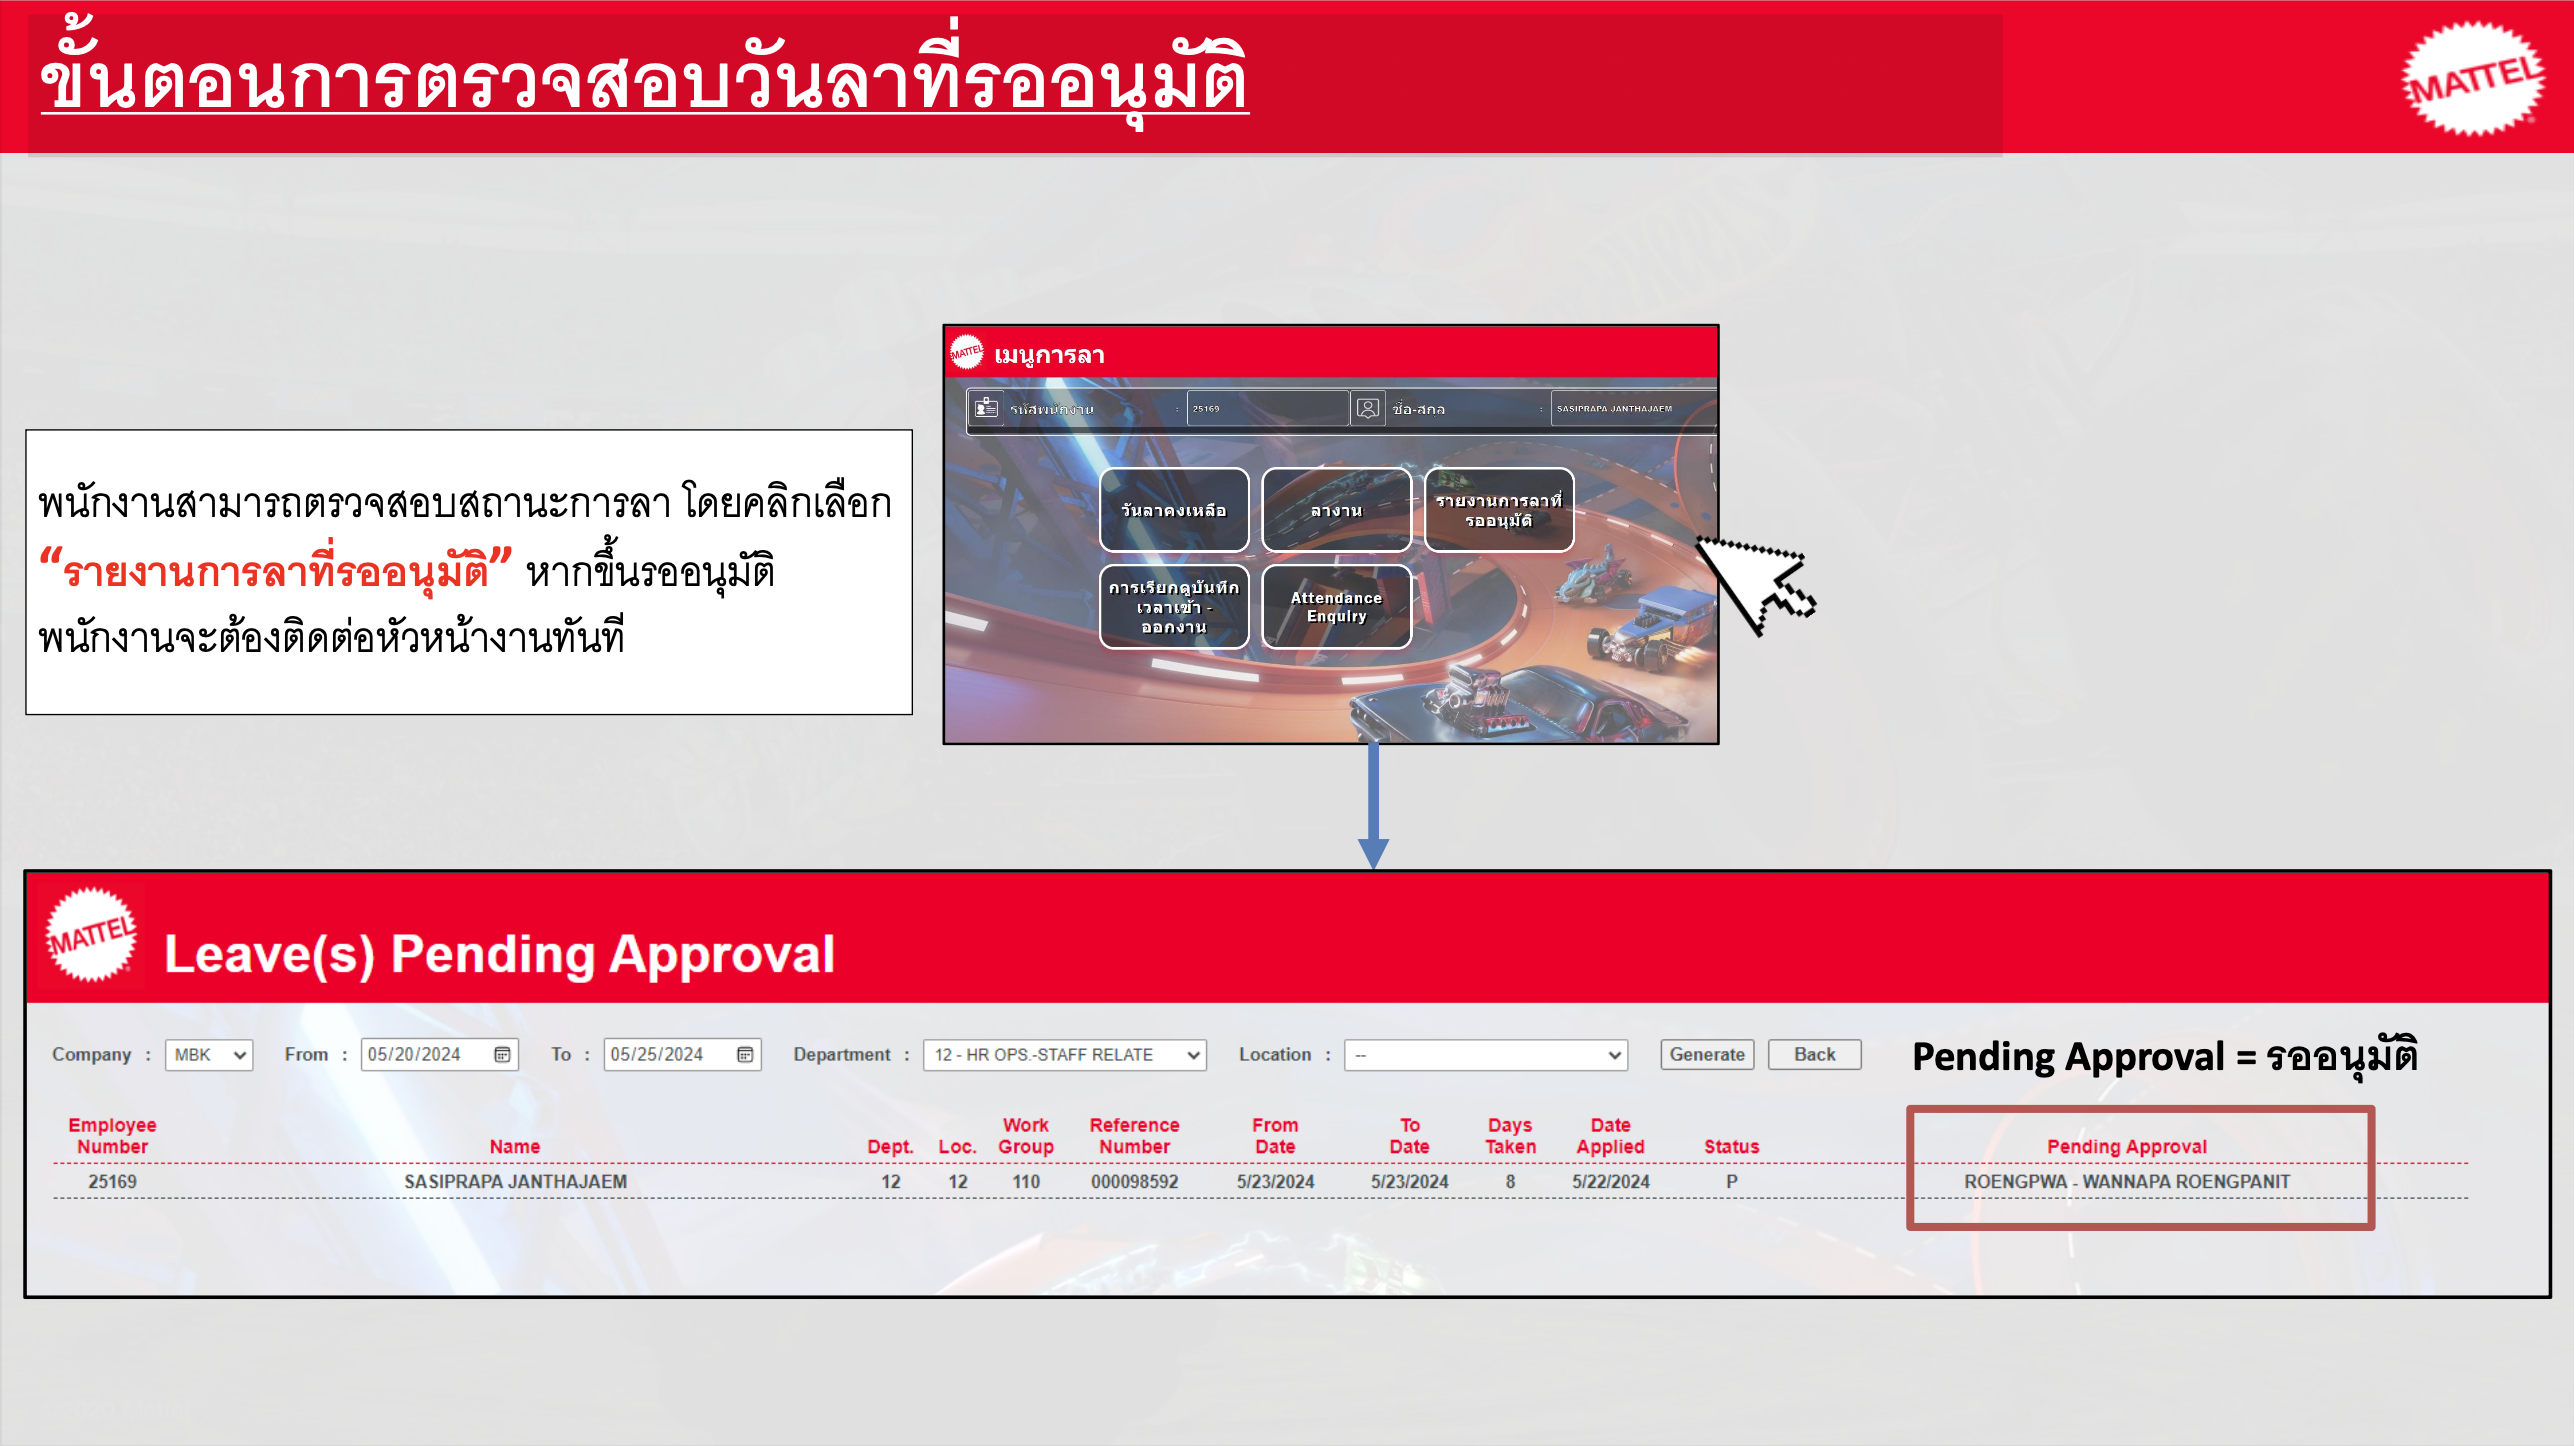 ขั้นตอนการตรวจสอบวันลาที่รออนุมัติ
MATTEL
พนักงานสามารถตรวจสอบสถานะการลา โดยคลิกเลือก
“รายงานการลาที่รออนุมัติ” หากขึ้นรออนุมัติ
พนักงานจะต้องติดต่อหัวหน้างานทันที
MATTEL เมนูการลา
รหัสพนักงาน : 25169 ชื่อ-สกล : SASIPRAPA JANTHAJAEM
วันลาคงเหลือ
ลางาน
รายงานการลาที่
รออนุมัติ
การเรียกดูบันทึก
เวลาเข้า -
ออกงาน
Attendance
Enquiry
MATTEL
Leave(s) Pending Approval
Company : MBK From : 05/20/2024 To : 05/25/2024 Department : 12 - HR OPS.-STAFF RELATE Location : -- Generate Back
Pending Approval = รออนุมัติ
Employee Number Name Dept. Loc. Work Group Reference Number From Date To Date Days Taken Date Applied Status Pending Approval
25169 SASIPRAPA JANTHAJAEM 12 12 110 000098592 5/23/2024 5/23/2024 8 5/22/2024 P ROENGPWA - WANNAPA ROENGPANIT